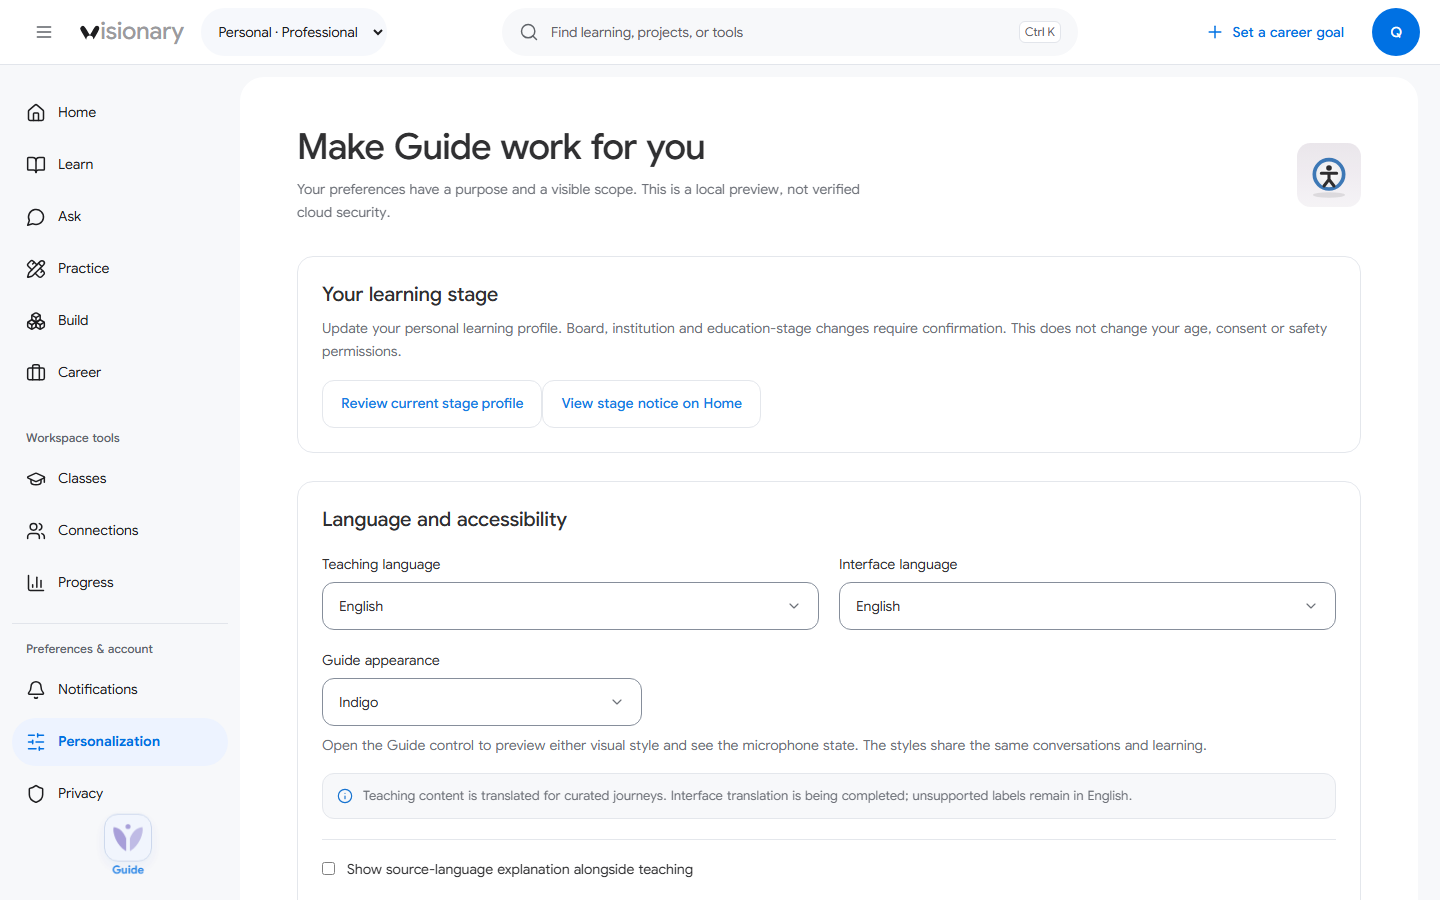 visionary
Personal · Professional
Find learning, projects, or tools
Ctrl K
Set a career goal
Q
Home
Learn
Ask
Practice
Build
Career
Workspace tools
Classes
Connections
Progress
Preferences & account
Notifications
Personalization
Privacy
Guide
Make Guide work for you
Your preferences have a purpose and a visible scope. This is a local preview, not verified
cloud security.
Your learning stage
Update your personal learning profile. Board, institution and education-stage changes require confirmation. This does not change your age, consent or safety
permissions.
Review current stage profile
View stage notice on Home
Language and accessibility
Teaching language
Interface language
English
English
Guide appearance
Indigo
Open the Guide control to preview either visual style and see the microphone state. The styles share the same conversations and learning.
Teaching content is translated for curated journeys. Interface translation is being completed; unsupported labels remain in English.
Show source-language explanation alongside teaching